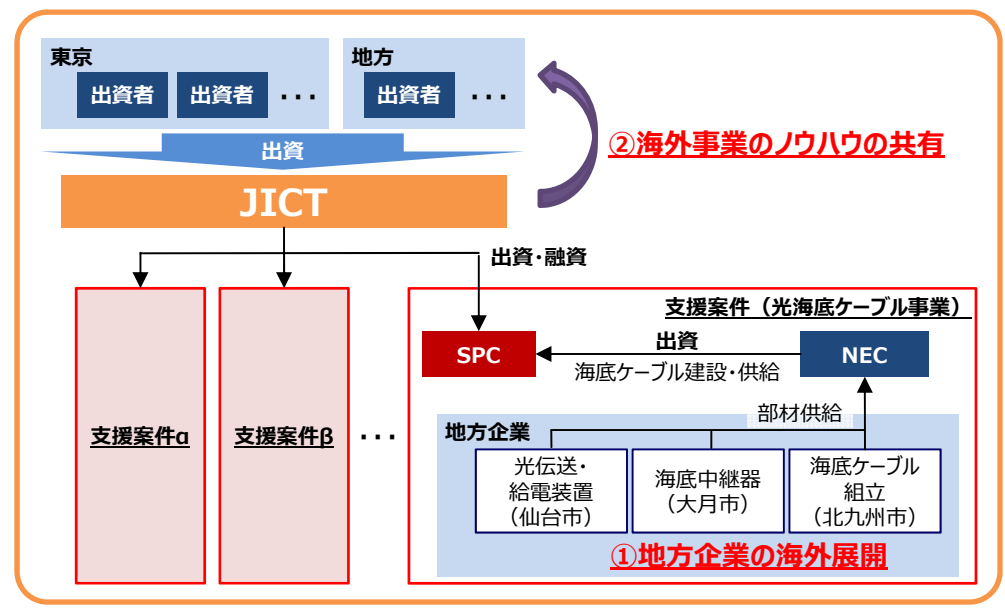 東京
出資者
出資者
・・・
地方
出資者
・・・
出資
②海外事業のノウハウの共有
JICT
出資・融資
支援案件α
支援案件β
・・・
支援案件（光海底ケーブル事業）
SPC
出資
海底ケーブル建設・供給
NEC
部材供給
地方企業
光伝送・
給電装置
（仙台市）
海底中継器
（大月市）
海底ケーブル
組立
（北九州市）
①地方企業の海外展開